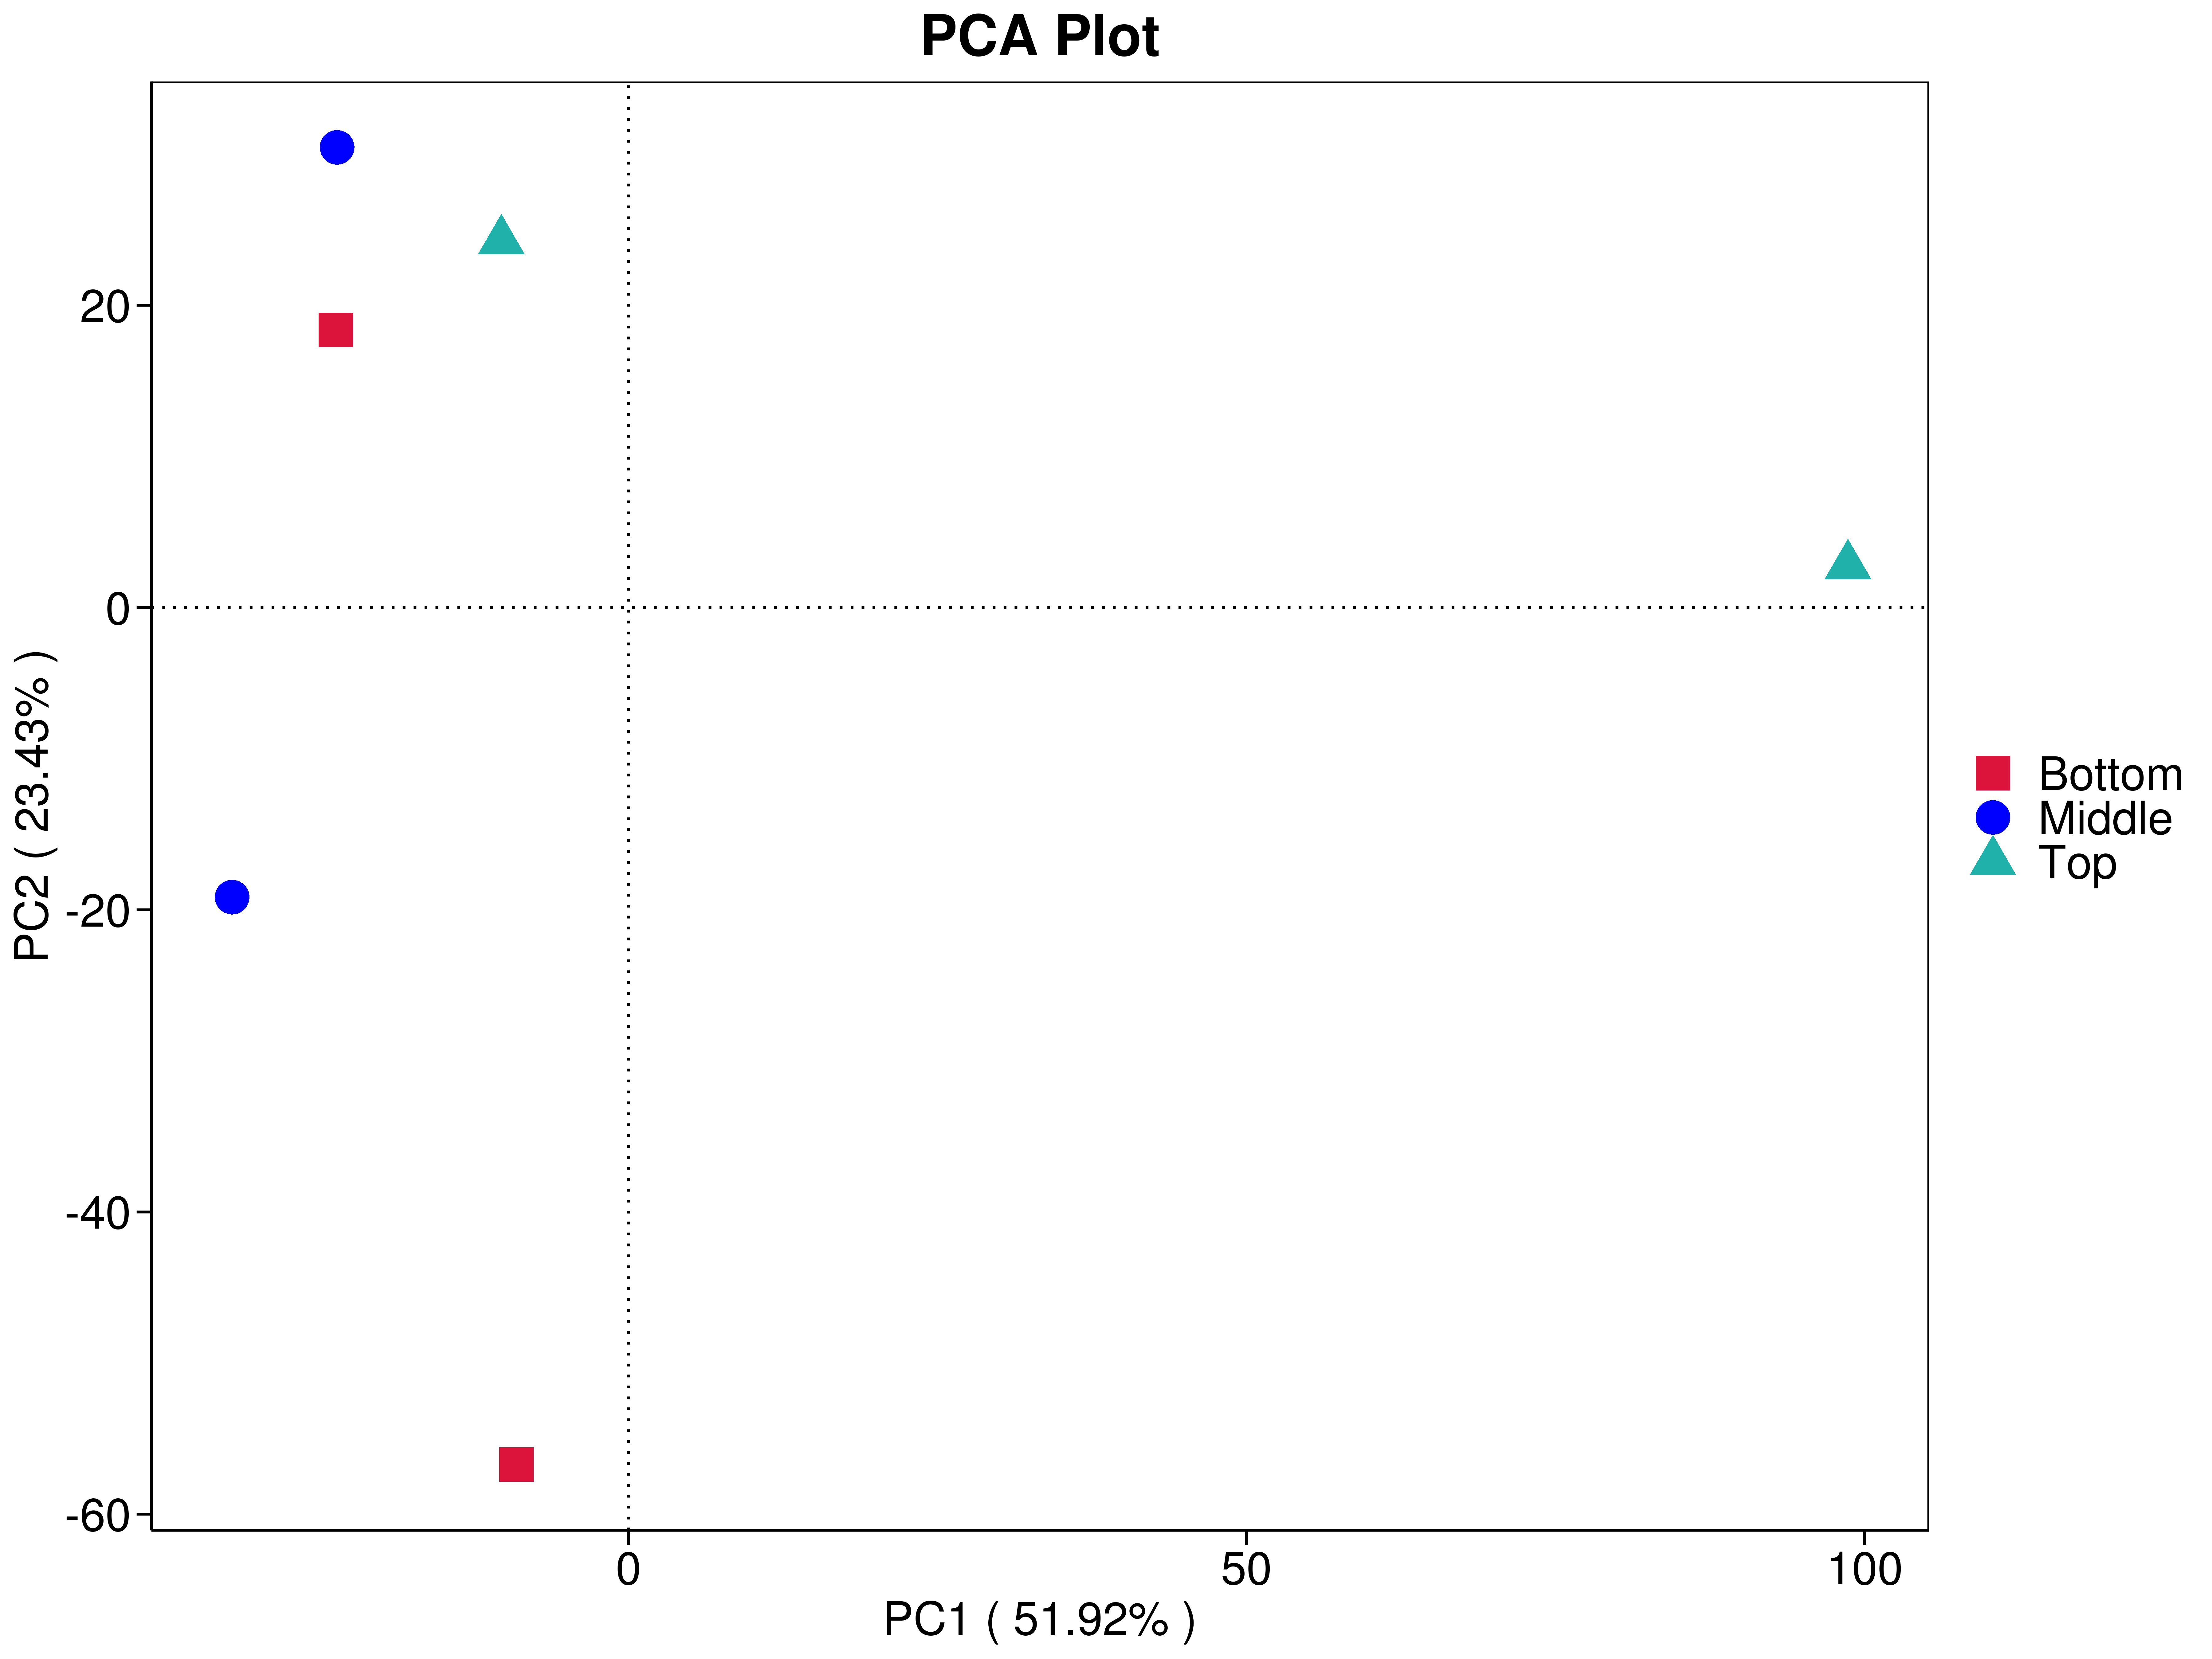 PCA Plot
20
0
-20
-40
-60
PC2 ( 23.43% )
0
50
100
PC1 ( 51.92% )
Bottom
Middle
Top